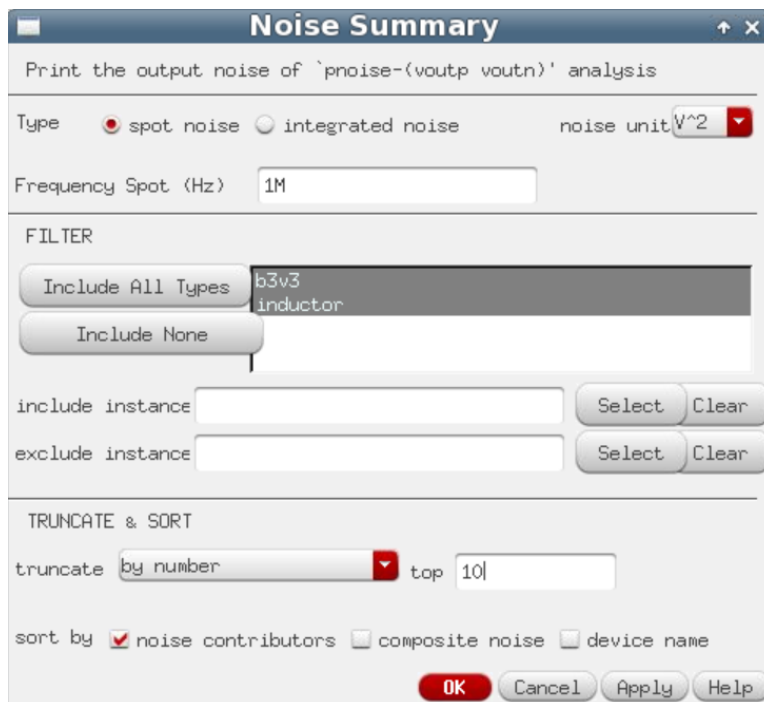 Noise Summary
Print the output noise of `pnoise-(voutp voutn)' analysis
Type spot noise integrated noise noise unit V^2
Frequency Spot (Hz) 1M
FILTER
Include All Types b3v3
inductor
Include None
include instance Select Clear
exclude instance Select Clear
TRUNCATE & SORT
truncate by number top 10
sort by noise contributors composite noise device name
OK Cancel Apply Help